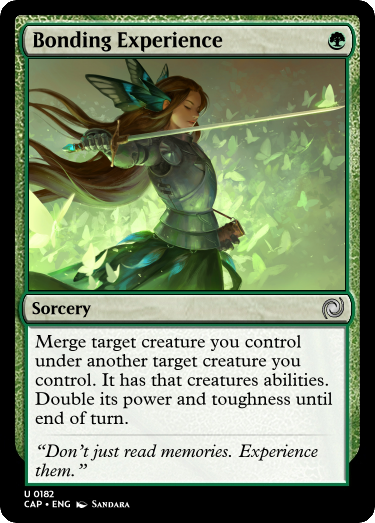 Bonding Experience
Sorcery
Merge target creature you control
under another target creature you
control. It has that creatures abilities.
Double its power and toughness until
end of turn.
“Don’t just read memories. Experience
them.”
U 0182
CAP • ENG Sandara